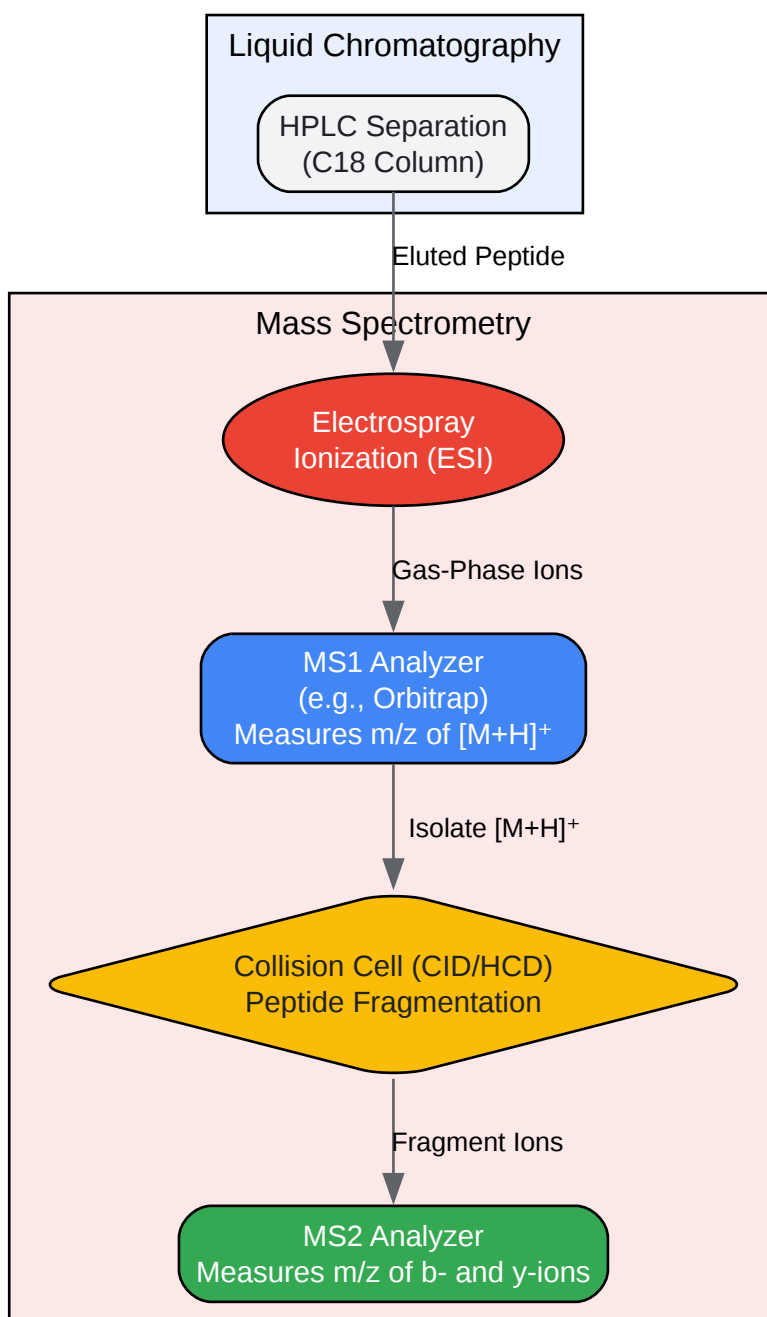 Liquid Chromatography
HPLC Separation
(C18 Column)
Eluted Peptide
Mass Spectrometry
Electrospray
Ionization (ESI)
Gas-Phase Ions
MS1 Analyzer
(e.g., Orbitrap)
Measures m/z of [M+H]⁺
Isolate [M+H]⁺
Collision Cell (CID/HCD)
Peptide Fragmentation
Fragment Ions
MS2 Analyzer
Measures m/z of b- and y-ions